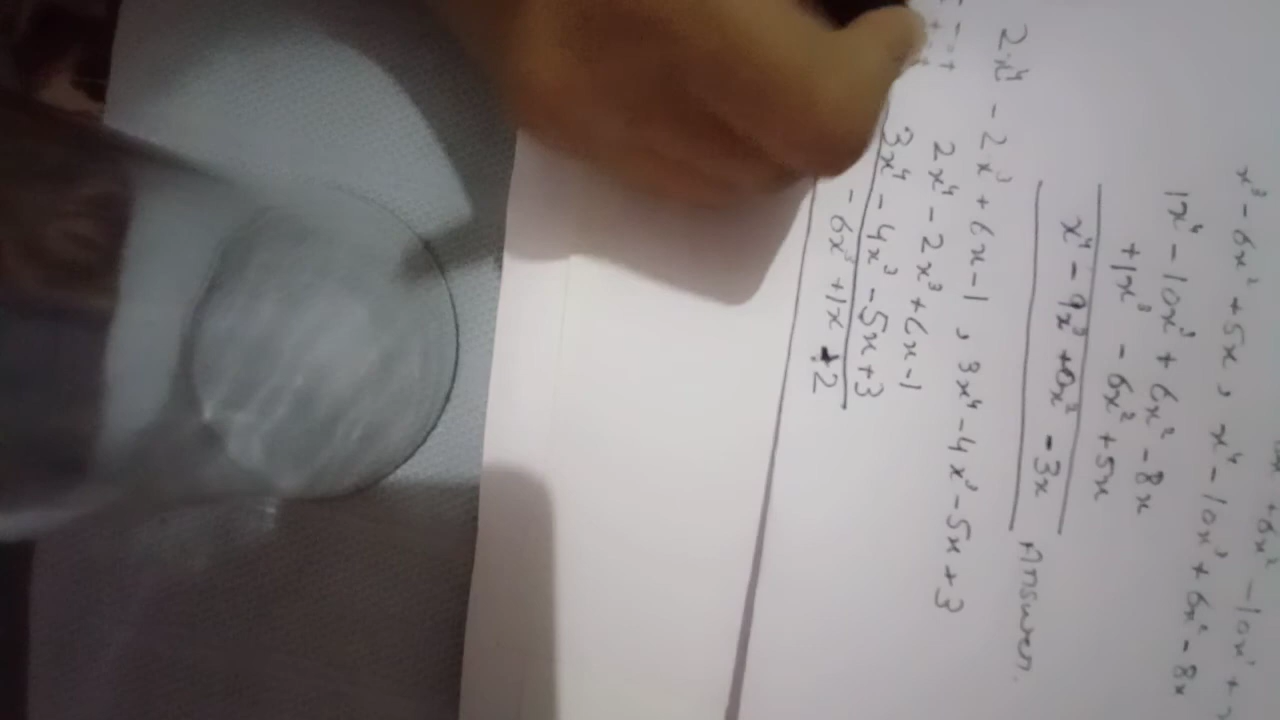 +6x² - 10x³ +
x³ - 6x² + 5x , x⁴ - 10x³ + 6x² - 8x
1x⁴ - 10x³ + 6x² - 8x
+1x³ - 6x² + 5x
x⁴ - 9x³ + 0x² - 3x Answer.
2x⁴ - 2x³ + 6x - 1 , 3x⁴ - 4x³ - 5x + 3
2x⁴ - 2x³ + 6x - 1
3x⁴ - 4x³ - 5x + 3
- 6x³ + 1x + 2